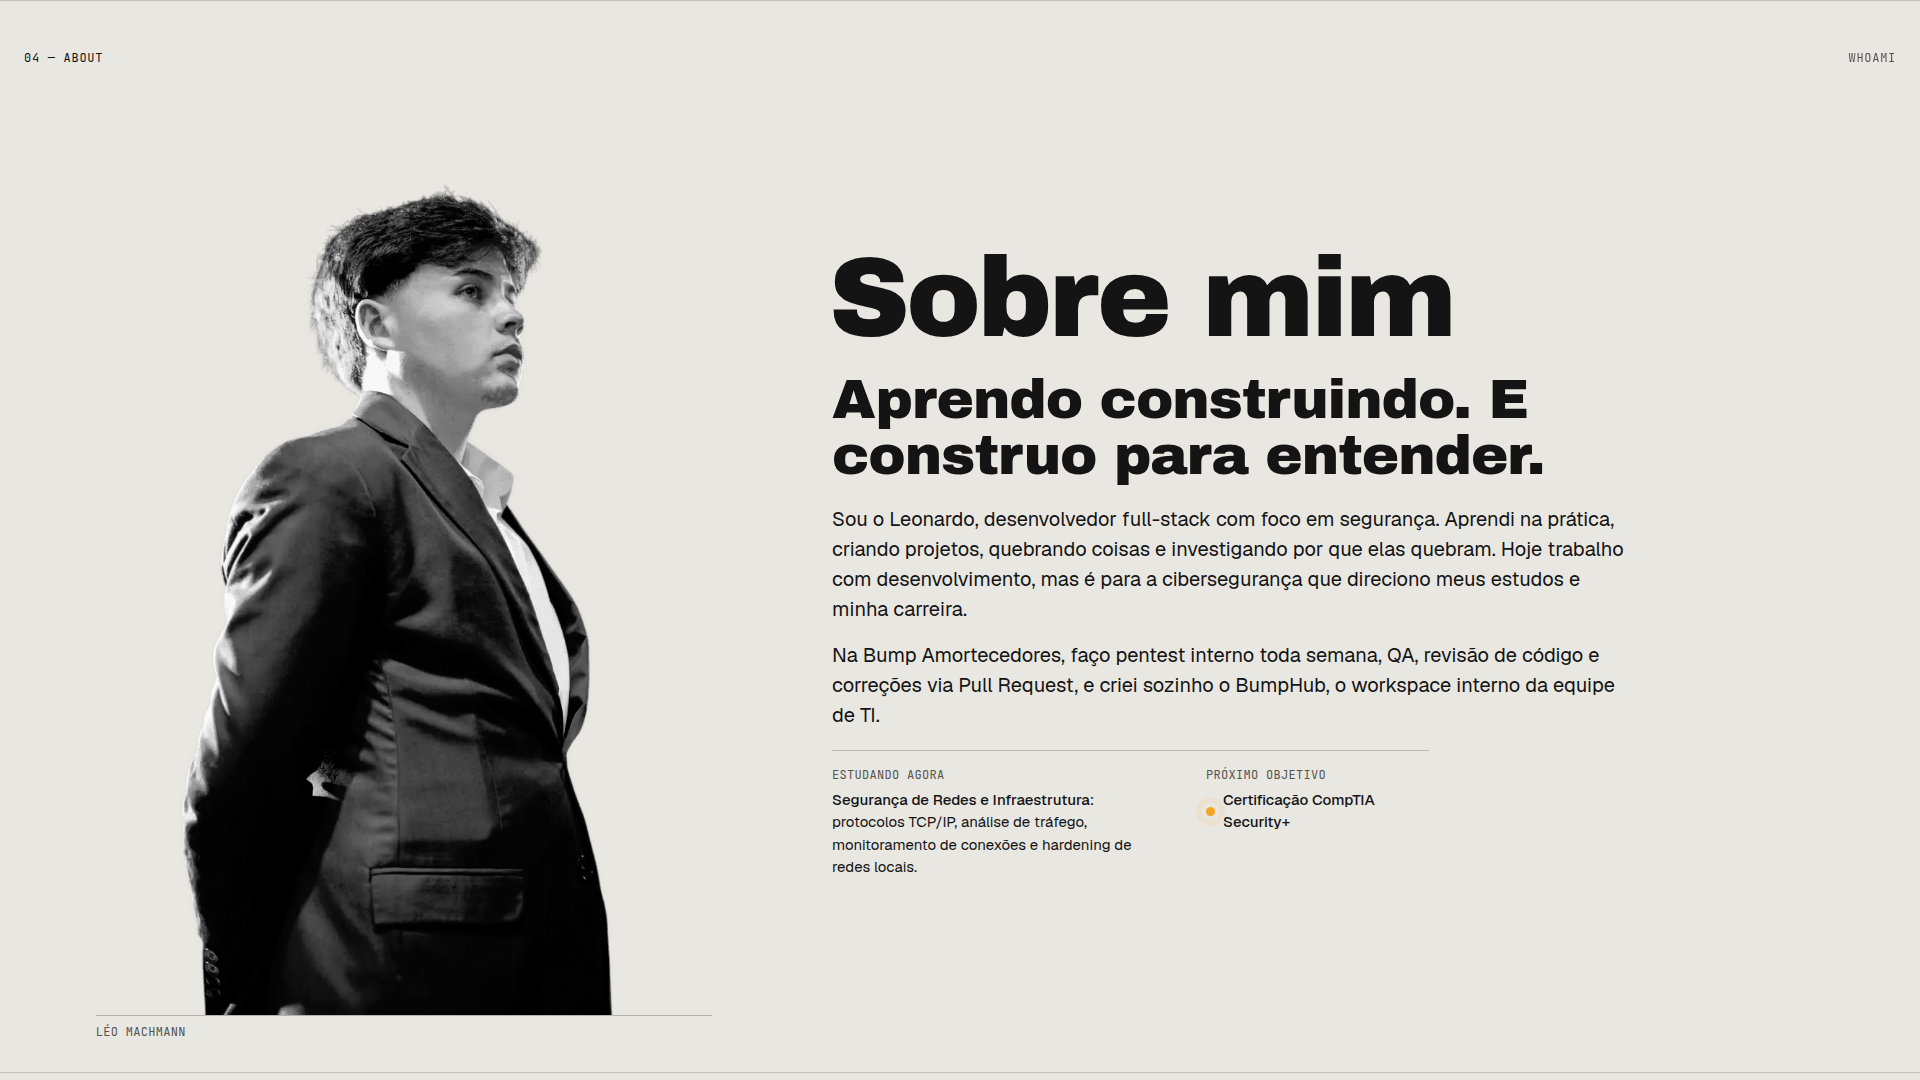 04 — ABOUT
WHOAMI
Sobre mim
Aprendo construindo. E
construo para entender.
Sou o Leonardo, desenvolvedor full-stack com foco em segurança. Aprendi na prática,
criando projetos, quebrando coisas e investigando por que elas quebram. Hoje trabalho
com desenvolvimento, mas é para a cibersegurança que direciono meus estudos e
minha carreira.
Na Bump Amortecedores, faço pentest interno toda semana, QA, revisão de código e
correções via Pull Request, e criei sozinho o BumpHub, o workspace interno da equipe
de TI.
ESTUDANDO AGORA
Segurança de Redes e Infraestrutura:
protocolos TCP/IP, análise de tráfego,
monitoramento de conexões e hardening de
redes locais.
PRÓXIMO OBJETIVO
Certificação CompTIA
Security+
LÉO MACHMANN